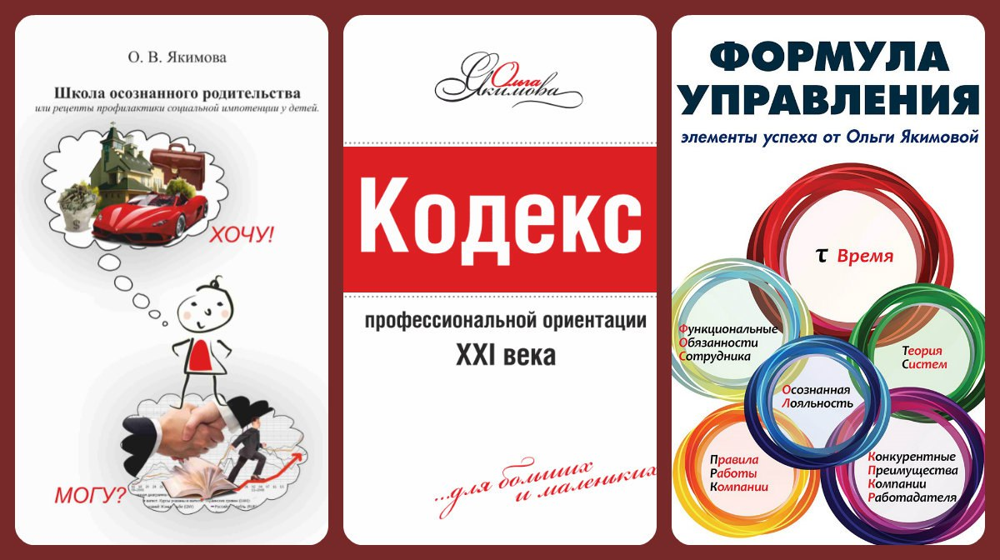 О. В. Якимова
Школа осознанного родительства
или рецепты профилактики социальной импотенции у детей.
ХОЧУ!
$
МОГУ?
Ольга
Якимова
Кодекс
профессиональной ориентации
XXI века
...для больших
и маленьких
ФОРМУЛА
УПРАВЛЕНИЯ
элементы успеха от Ольги Якимовой
τ Время
Функциональные
Обязанности
Сотрудника
Теория
Систем
Осознанная
Лояльность
Правила
Работы
Компании
Конкурентные
Преимущества
Компании
Работадателя